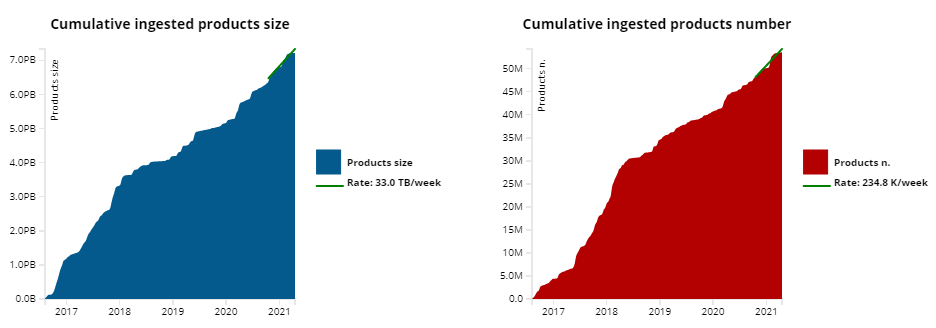 Cumulative ingested products size
7.0PB
6.0PB
5.0PB
4.0PB
3.0PB
2.0PB
1.0PB
0.0B
Products size
2017
2018
2019
2020
2021
Products size
Rate: 33.0 TB/week
Cumulative ingested products number
50M
45M
40M
35M
30M
25M
20M
15M
10M
5.0M
0.0
Products n.
2017
2018
2019
2020
2021
Products n.
Rate: 234.8 K/week